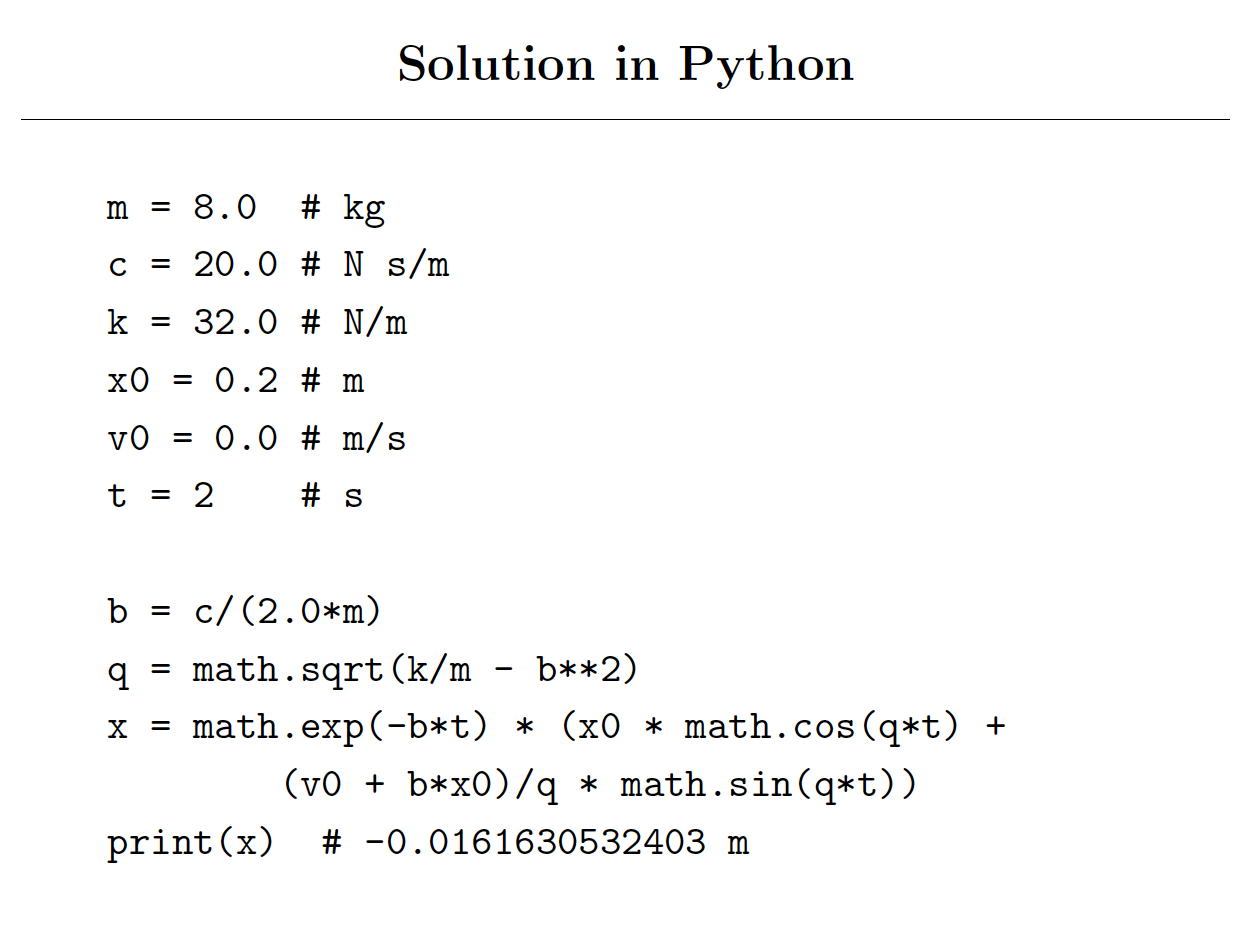 Solution in Python
m = 8.0  # kg
c = 20.0 # N s/m
k = 32.0 # N/m
x0 = 0.2 # m
v0 = 0.0 # m/s
t = 2    # s
b = c/(2.0*m)
q = math.sqrt(k/m - b**2)
x = math.exp(-b*t) * (x0 * math.cos(q*t) +
        (v0 + b*x0)/q * math.sin(q*t))
print(x)  # -0.0161630532403 m